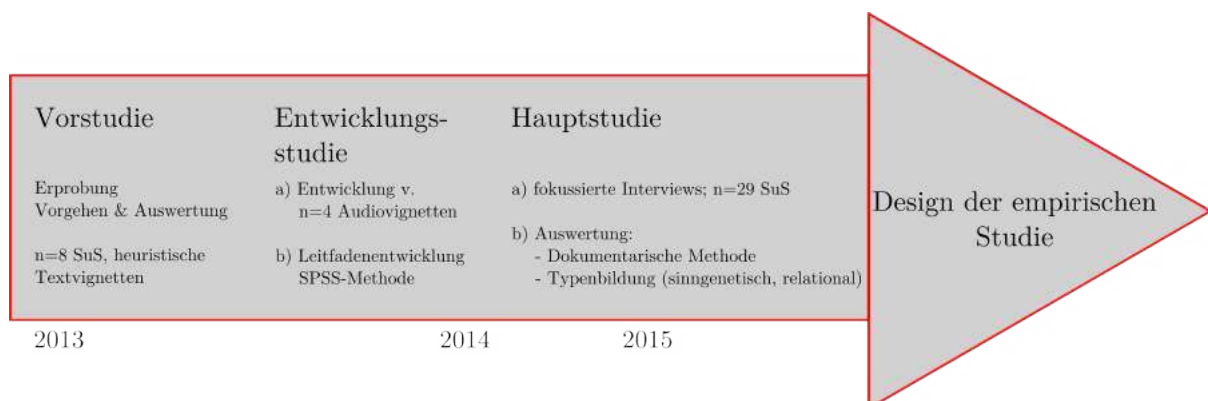 Vorstudie
Erprobung
Vorgehen & Auswertung
n=8 SuS, heuristische
Textvignetten
Entwicklungs-
studie
a) Entwicklung v.
n=4 Audiovignetten
b) Leitfadenentwicklung
SPSS-Methode
Hauptstudie
a) fokussierte Interviews; n=29 SuS
b) Auswertung:
- Dokumentarische Methode
- Typenbildung (sinngenetisch, relational)
Design der empirischen
Studie
2013
2014
2015